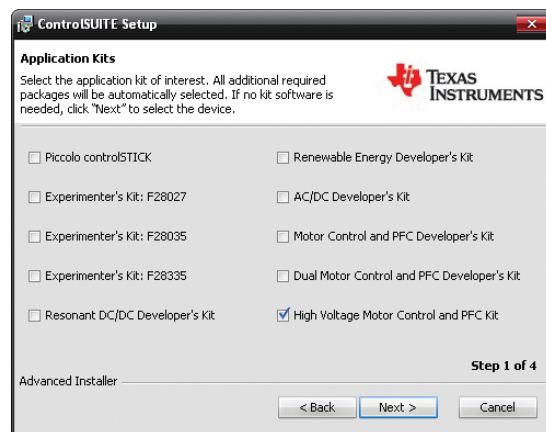 ControlSUITE Setup
Application Kits
Select the application kit of interest. All additional required
packages will be automatically selected. If no kit software is
needed, click "Next" to select the device.
TEXAS
INSTRUMENTS
Piccolo controlSTICK
Experimenter's Kit: F28027
Experimenter's Kit: F28035
Experimenter's Kit: F28335
Resonant DC/DC Developer's Kit
Renewable Energy Developer's Kit
AC/DC Developer's Kit
Motor Control and PFC Developer's Kit
Dual Motor Control and PFC Developer's Kit
High Voltage Motor Control and PFC Kit
Step 1 of 4
Advanced Installer
< Back
Next >
Cancel